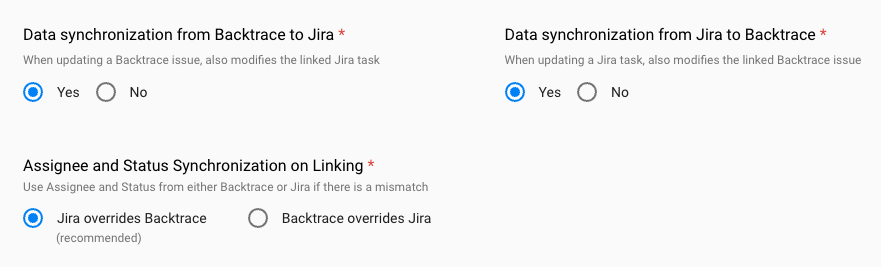 Data synchronization from Backtrace to Jira *
When updating a Backtrace issue, also modifies the linked Jira task
Yes No
Data synchronization from Jira to Backtrace *
When updating a Jira task, also modifies the linked Backtrace issue
Yes No
Assignee and Status Synchronization on Linking *
Use Assignee and Status from either Backtrace or Jira if there is a mismatch
Jira overrides Backtrace Backtrace overrides Jira
(recommended)